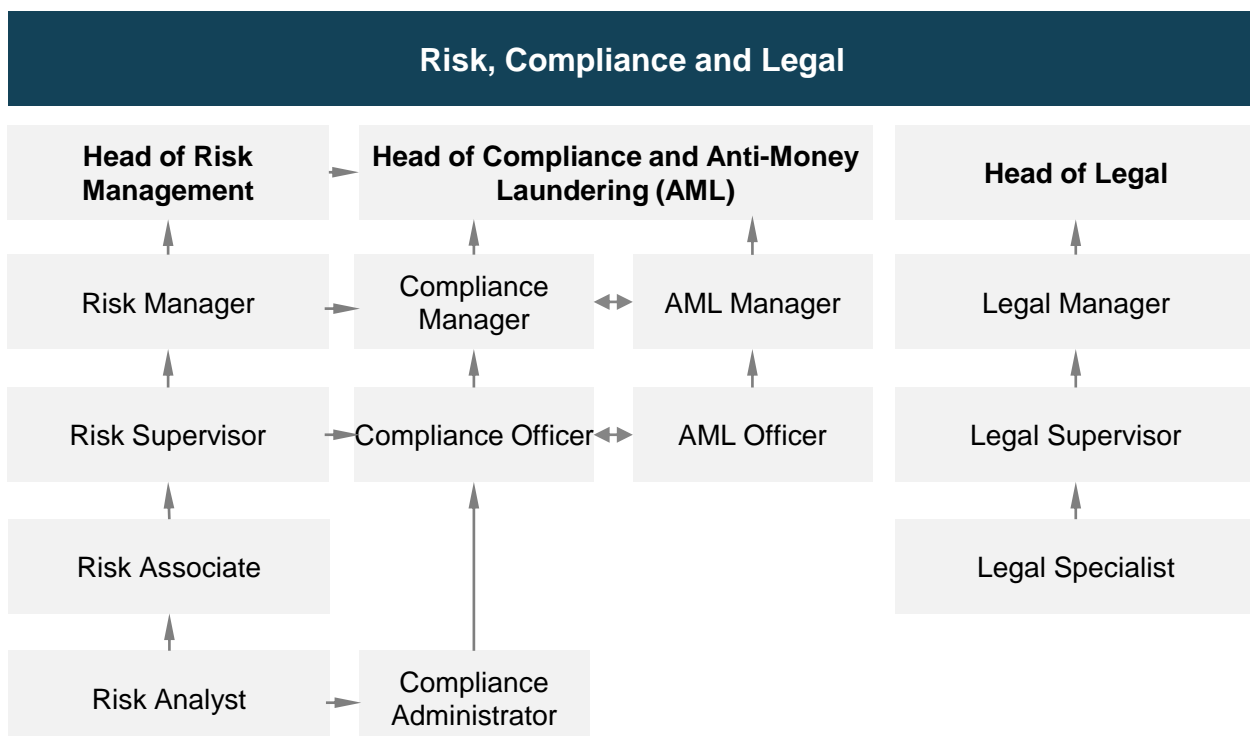 Risk, Compliance and Legal
Head of Risk
Management
Head of Compliance and Anti-Money
Laundering (AML)
Head of Legal
Risk Manager
Compliance
Manager
AML Manager
Legal Manager
Risk Supervisor
Compliance Officer
AML Officer
Legal Supervisor
Risk Associate
Legal Specialist
Risk Analyst
Compliance
Administrator